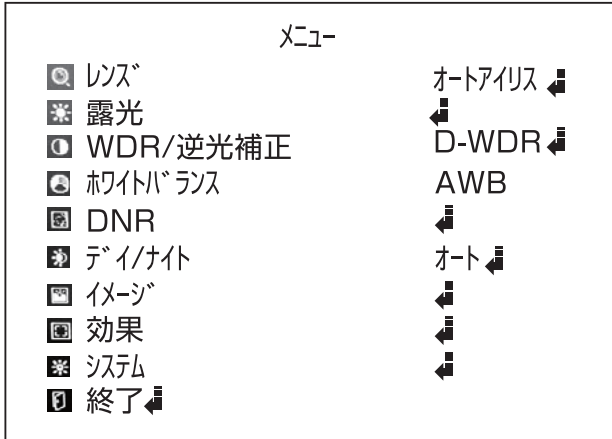 ﾒﾆｭｰ
ﾚﾝｽﾞ ｵｰﾄｱｲﾘｽ
露光
WDR/逆光補正 D-WDR
ﾎﾜｲﾄﾊﾞﾗﾝｽ AWB
DNR
ﾃﾞｲ/ﾅｲﾄ ｵｰﾄ
ｲﾒｰｼﾞ
効果
ｼｽﾃﾑ
終了